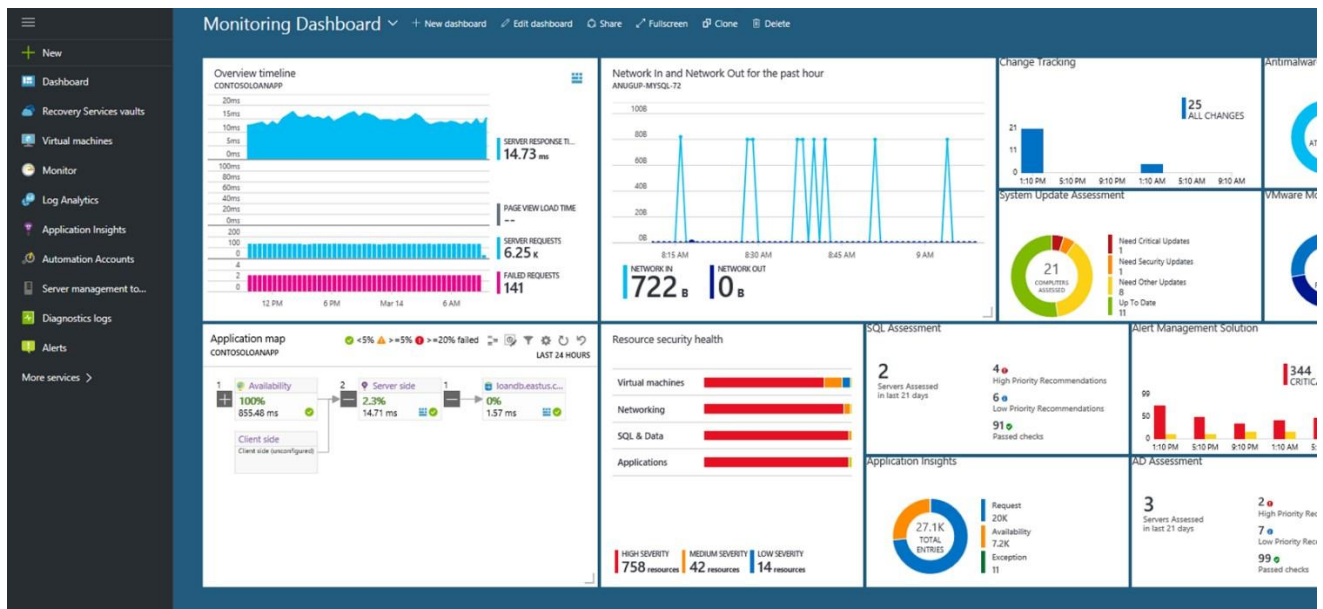 Monitoring Dashboard
+ New dashboard
Edit dashboard
Share
Fullscreen
Clone
Delete
New
Dashboard
Recovery Services vaults
Virtual machines
Monitor
Log Analytics
Application Insights
Automation Accounts
Server management to...
Diagnostics logs
Alerts
More services >
Overview timeline
CONTOSOLOANAPP
20ms
15ms
10ms
5ms
0ms
SERVER RESPONSE TI...
14.73 ms
100ms
80ms
60ms
40ms
20ms
0ms
PAGE VIEW LOAD TIME
--
200
100
0
SERVER REQUESTS
6.25 K
4
2
0
FAILED REQUESTS
141
12 PM 6 PM Mar 14 6 AM
Network In and Network Out for the past hour
ANUGUP-MYSQL-72
100B
80B
60B
40B
20B
0B
8:15 AM 8:30 AM 8:45 AM 9 AM
NETWORK IN
722 B
NETWORK OUT
0 B
Change Tracking
25
ALL CHANGES
21
11
0
1:10 PM 5:10 PM 9:10 PM 1:10 AM 5:10 AM 9:10 AM
Antimalware
AT
System Update Assessment
21
COMPUTERS
ASSESSED
Need Critical Updates
1
Need Security Updates
1
Need Other Updates
8
Up To Date
11
VMware Mo
Application map
CONTOSOLOANAPP
<5% >=5% >=20% failed
LAST 24 HOURS
1
Availability
100%
855.48 ms
2
Server side
2.3%
14.71 ms
1
loandb.eastus.c...
0%
1.57 ms
Client side
Client side (unconfigured)
Resource security health
Virtual machines
Networking
SQL & Data
Applications
HIGH SEVERITY
758 resources
MEDIUM SEVERITY
42 resources
LOW SEVERITY
14 resources
SQL Assessment
2
Servers Assessed
in last 21 days
4
High Priority Recommendations
6
Low Priority Recommendations
91
Passed checks
Alert Management Solution
344
CRITICA
99
50
0
1:10 PM 5:10 PM 9:10 PM 1:10 AM 5:
Application Insights
27.1K
TOTAL
ENTRIES
Request
20K
Availability
7.2K
Exception
11
AD Assessment
3
Servers Assessed
in last 21 days
2
High Priority Rec
7
Low Priority Reco
99
Passed checks